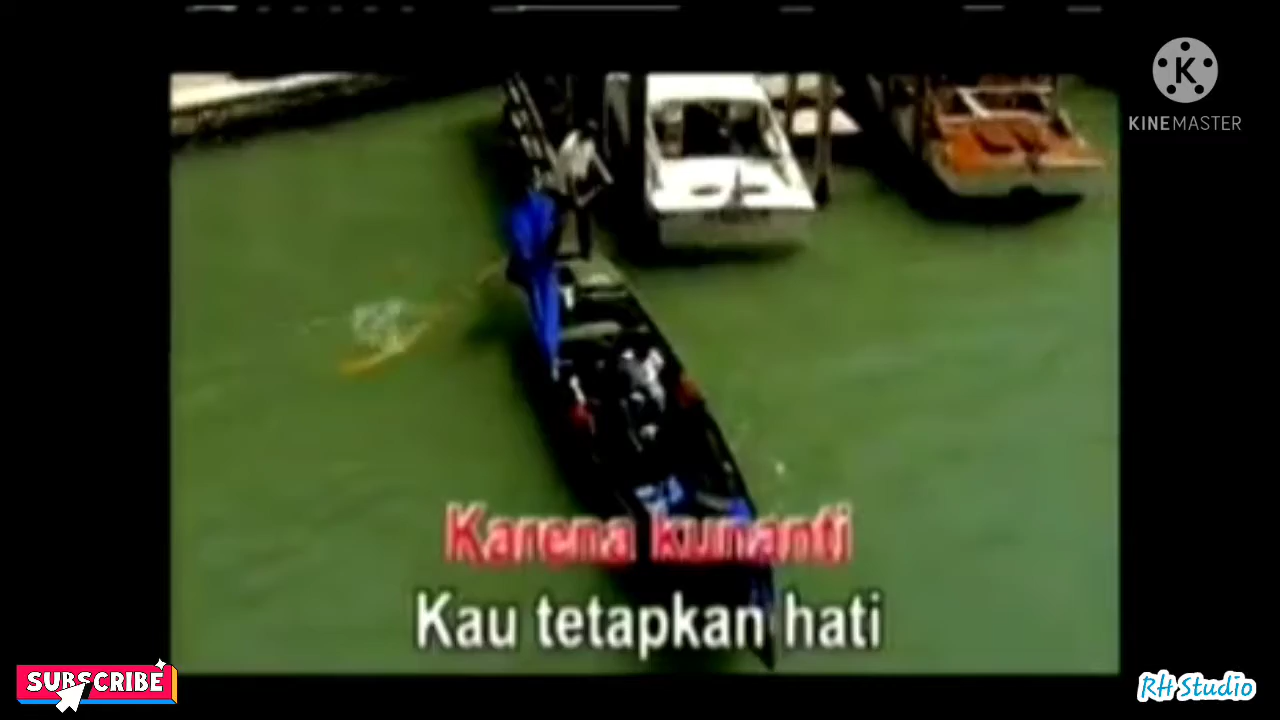 K
KINEMASTER
Karena kunanti
Kau tetapkan hati
SUBSCRIBE
RH Studio